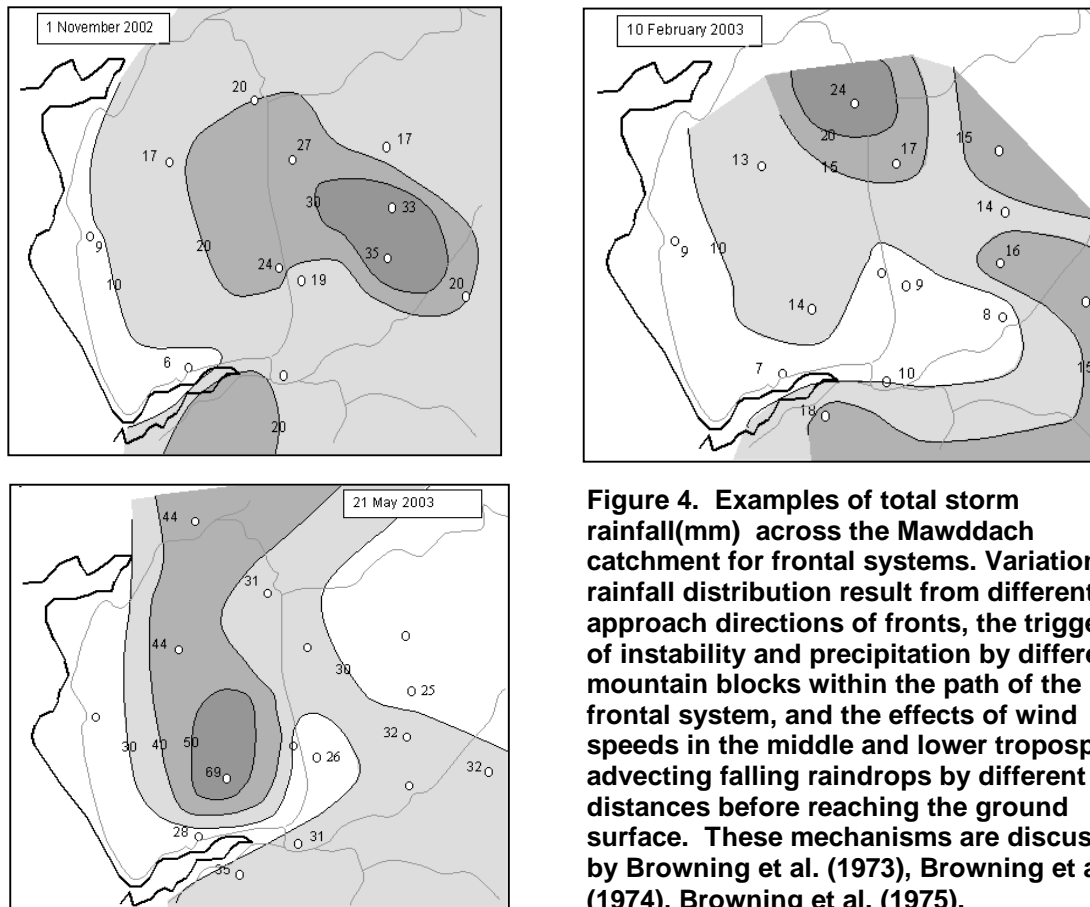 1 November 2002
20
27
17
17
30
33
9
20
35
24
19
20
10
6
20
10 February 2003
24
20
15
17
15
13
14
9
10
16
9
14
8
7
10
15
18
21 May 2003
44
31
44
30
25
30
40
50
32
26
69
32
28
31
35
Figure 4. Examples of total storm
rainfall(mm) across the Mawddach
catchment for frontal systems. Variation
rainfall distribution result from different
approach directions of fronts, the trigge
of instability and precipitation by differe
mountain blocks within the path of the
frontal system, and the effects of wind
speeds in the middle and lower troposp
advecting falling raindrops by different
distances before reaching the ground
surface. These mechanisms are discus
by Browning et al. (1973), Browning et a
(1974), Browning et al. (1975).